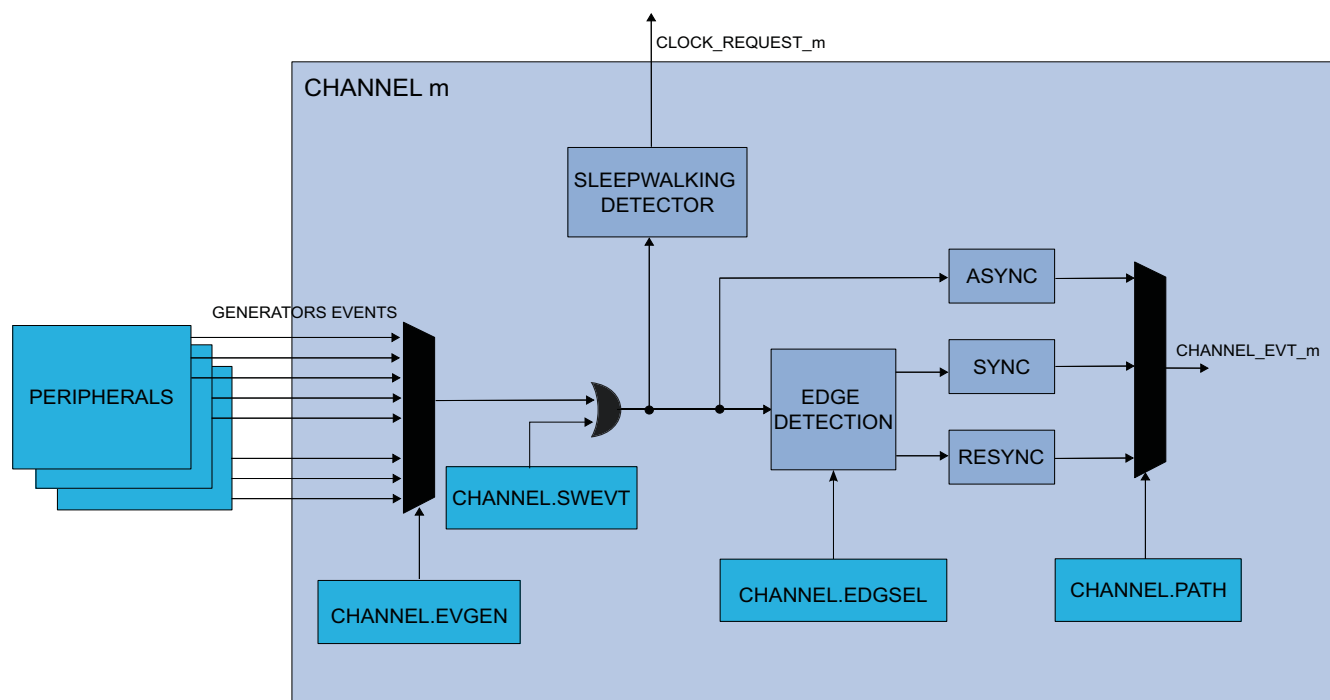 CLOCK_REQUEST_m
CHANNEL m
SLEEPWALKING
DETECTOR
GENERATORS EVENTS
PERIPHERALS
ASYNC
SYNC
RESYNC
EDGE
DETECTION
CHANNEL_EVT_m
CHANNEL.SWEVT
CHANNEL.EVGEN
CHANNEL.EDGSEL
CHANNEL.PATH